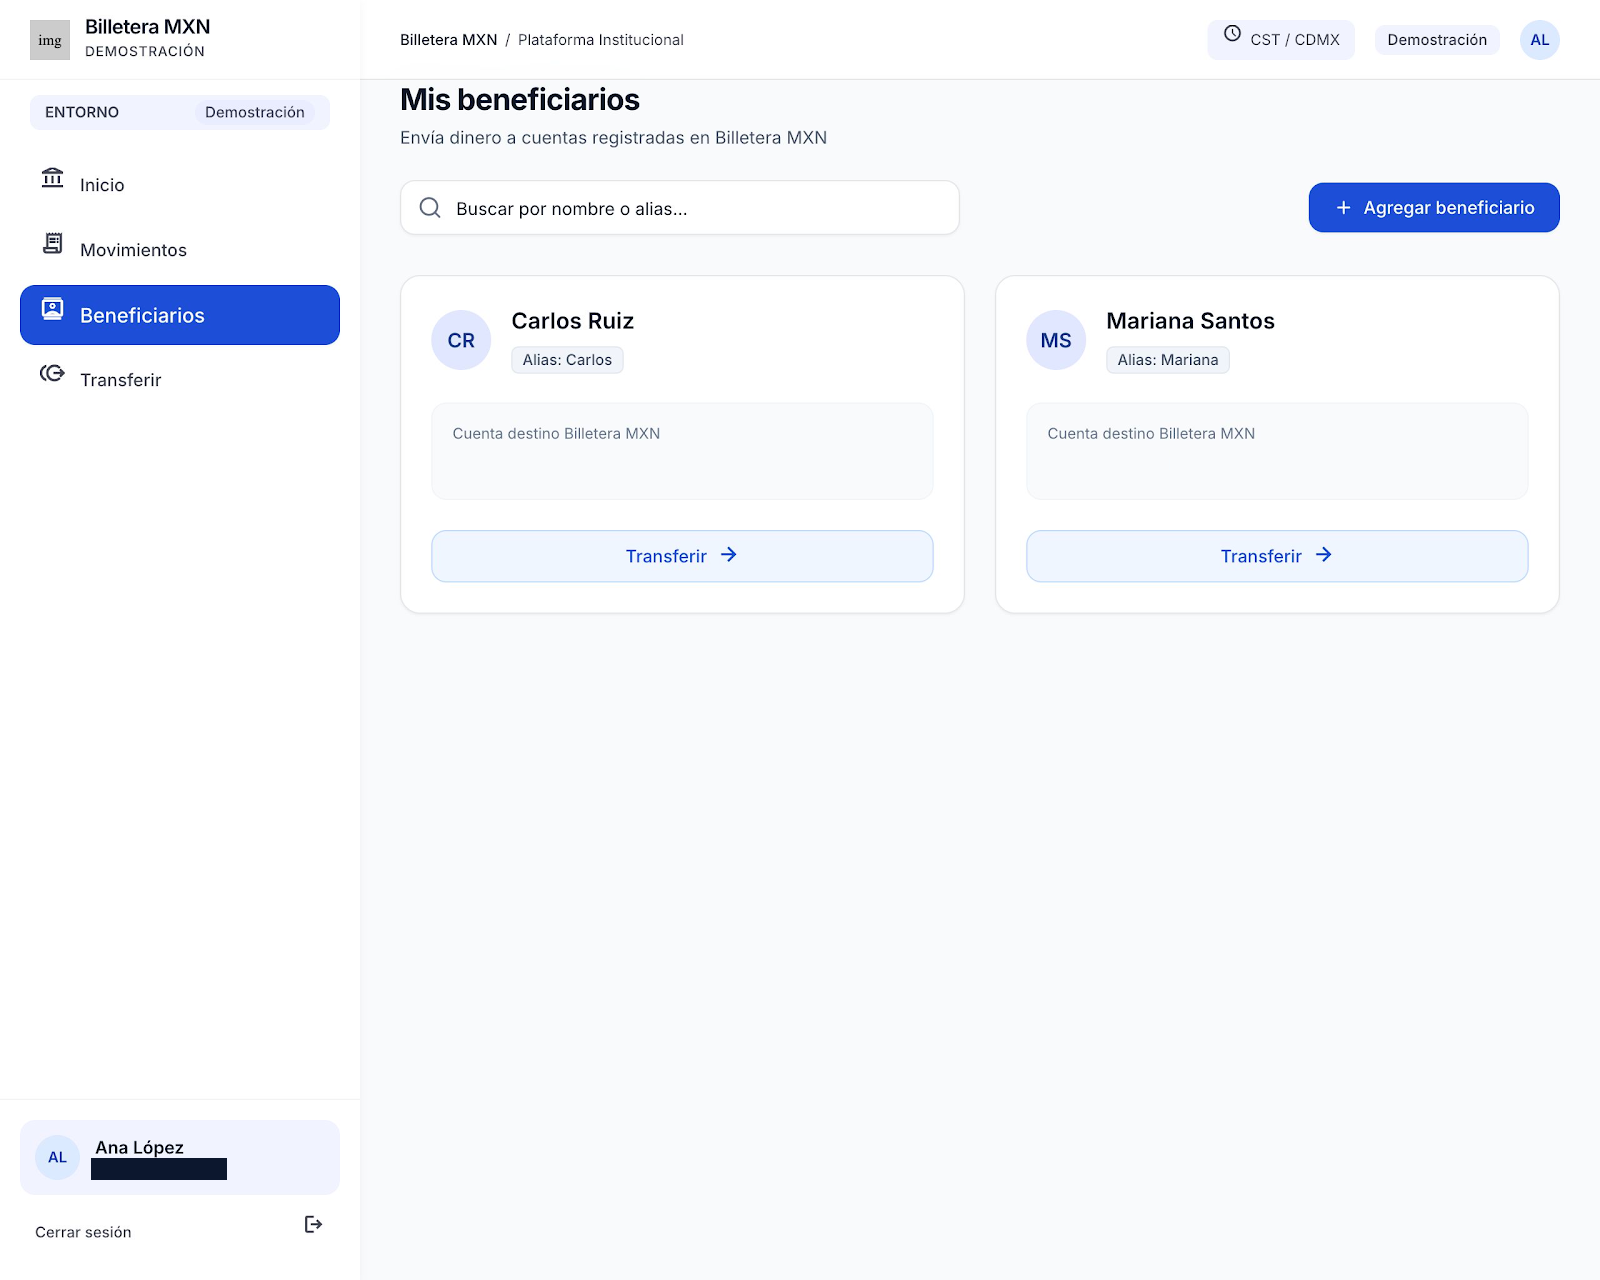 img
Billetera MXN
DEMOSTRACIÓN
ENTORNO Demostración
Inicio
Movimientos
Beneficiarios
Transferir
AL
Ana López
Cerrar sesión
Billetera MXN / Plataforma Institucional
CST / CDMX
Demostración
AL
Mis beneficiarios
Envía dinero a cuentas registradas en Billetera MXN
Buscar por nombre o alias...
+ Agregar beneficiario
CR
Carlos Ruiz
Alias: Carlos
Cuenta destino Billetera MXN
Transferir →
MS
Mariana Santos
Alias: Mariana
Cuenta destino Billetera MXN
Transferir →